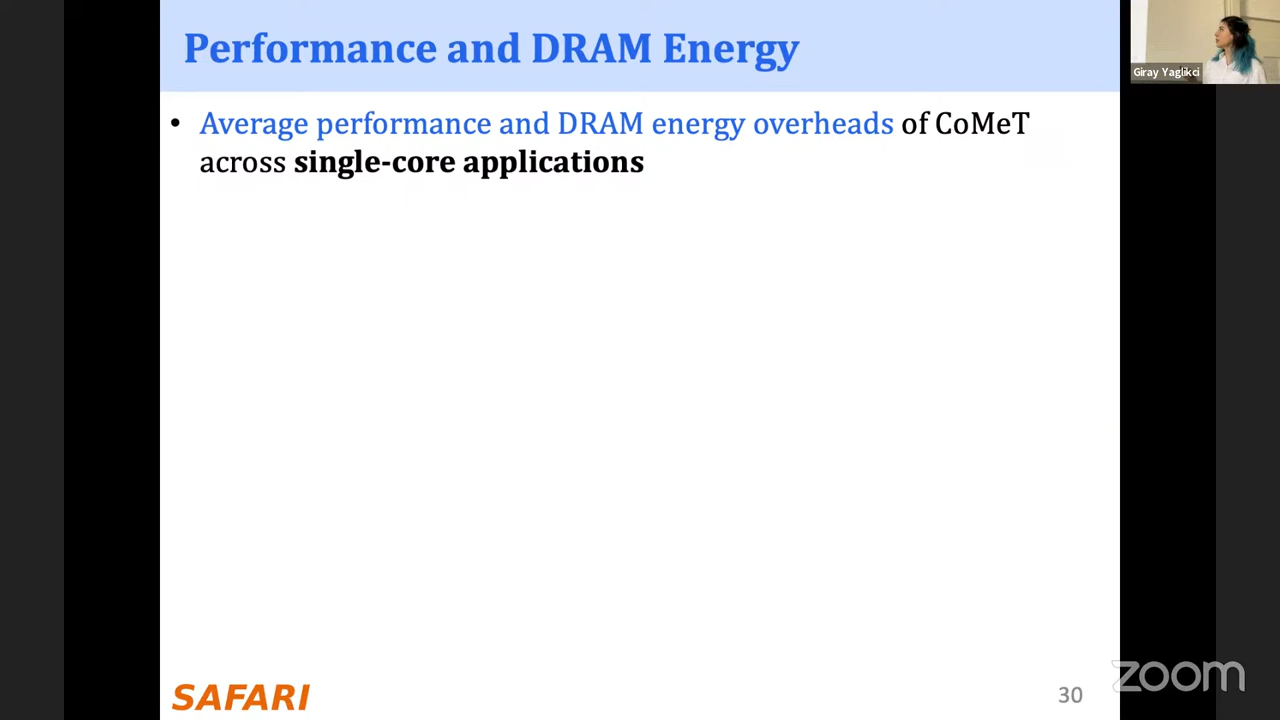 Performance and DRAM Energy
Giray Yaglikci
• Average performance and DRAM energy overheads of CoMeT
across single-core applications
SAFARI
30
zoom